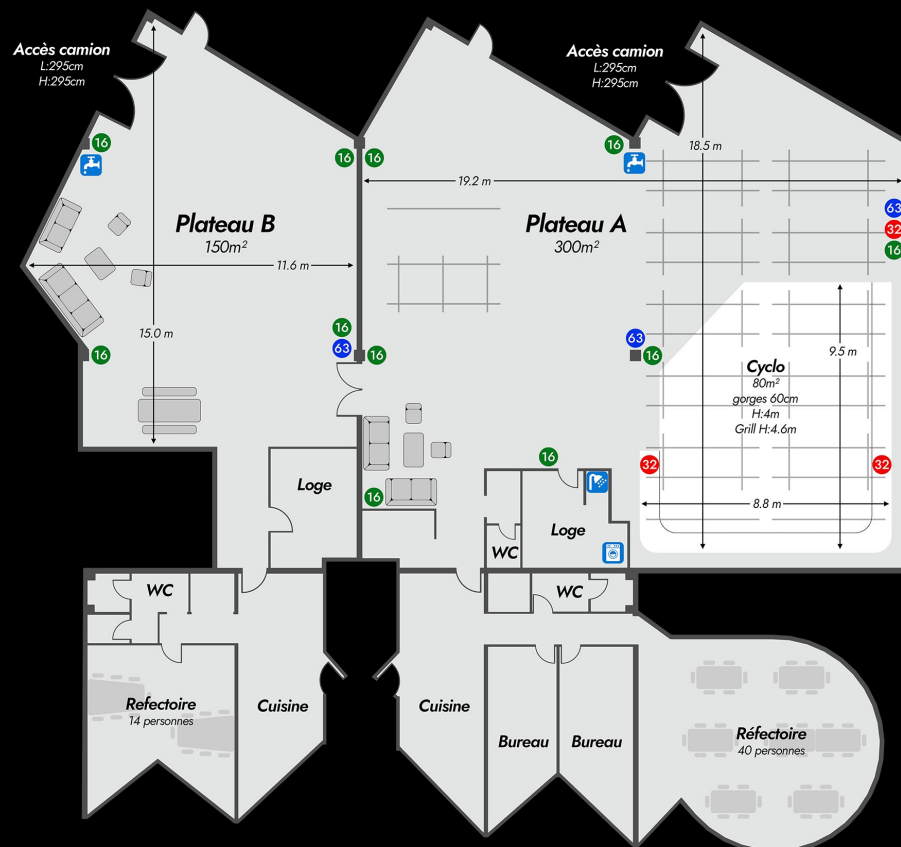 Accès camion
L:295cm
H:295cm
Accès camion
L:295cm
H:295cm
16
16
16
16
18.5 m
19.2 m
63
32
16
Plateau B
150m²
Plateau A
300m²
11.6 m
15.0 m
16
63
16
16
63
16
9.5 m
Cyclo
80m²
gorges 60cm
H:4m
Grill H:4.6m
32
32
8.8 m
16
16
Loge
Loge
WC
WC
WC
Refectoire
14 personnes
Cuisine
Cuisine
Bureau
Bureau
Réfectoire
40 personnes